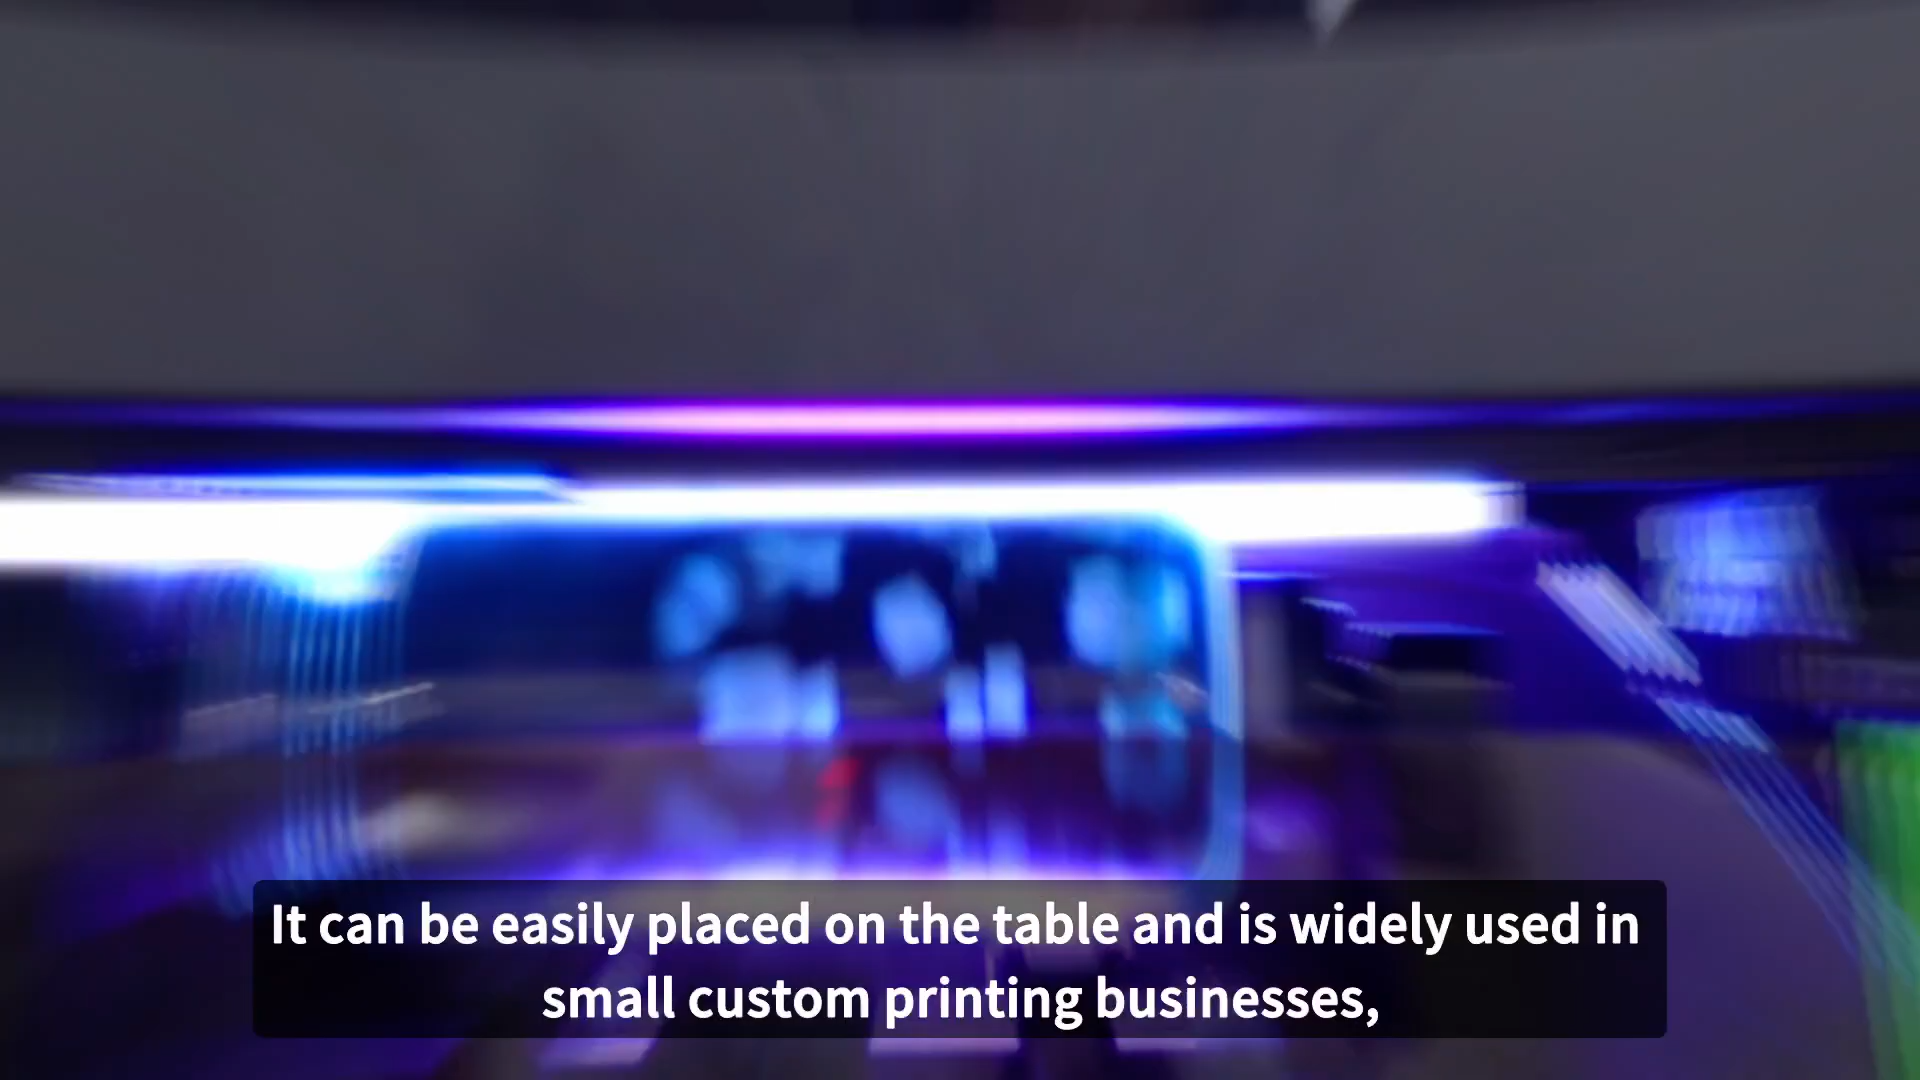 It can be easily placed on the table and is widely used in
small custom printing businesses,